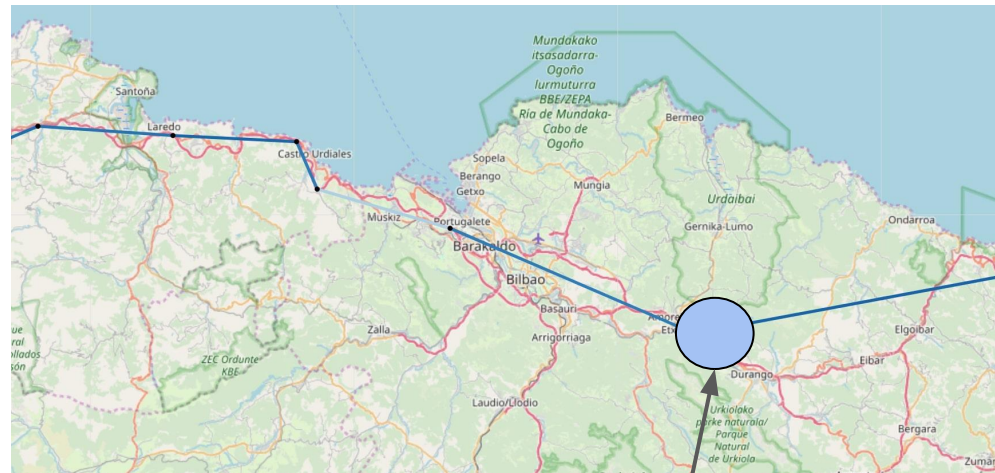 Mundakako
itsasadarra-
Ogoño
lurmuturra
BBE/ZEPA
Ría de Mundaka-
Cabo de
Ogoño
Santoña
Laredo
Castro Urdiales
Bermeo
Sopela
Berango
Getxo
Mungia
Urdaibai
Muskiz
Portugalete
Gernika-Lumo
Ondarroa
Barakaldo
Bilbao
Basauri
Zalla
Arrigorriaga
Elgoibar
Eibar
ZEC Ordunte
KBE
Durango
Laudio/Llodio
Urkiolako
parke naturala/
Parque
Natural
de Urkiola
Bergara